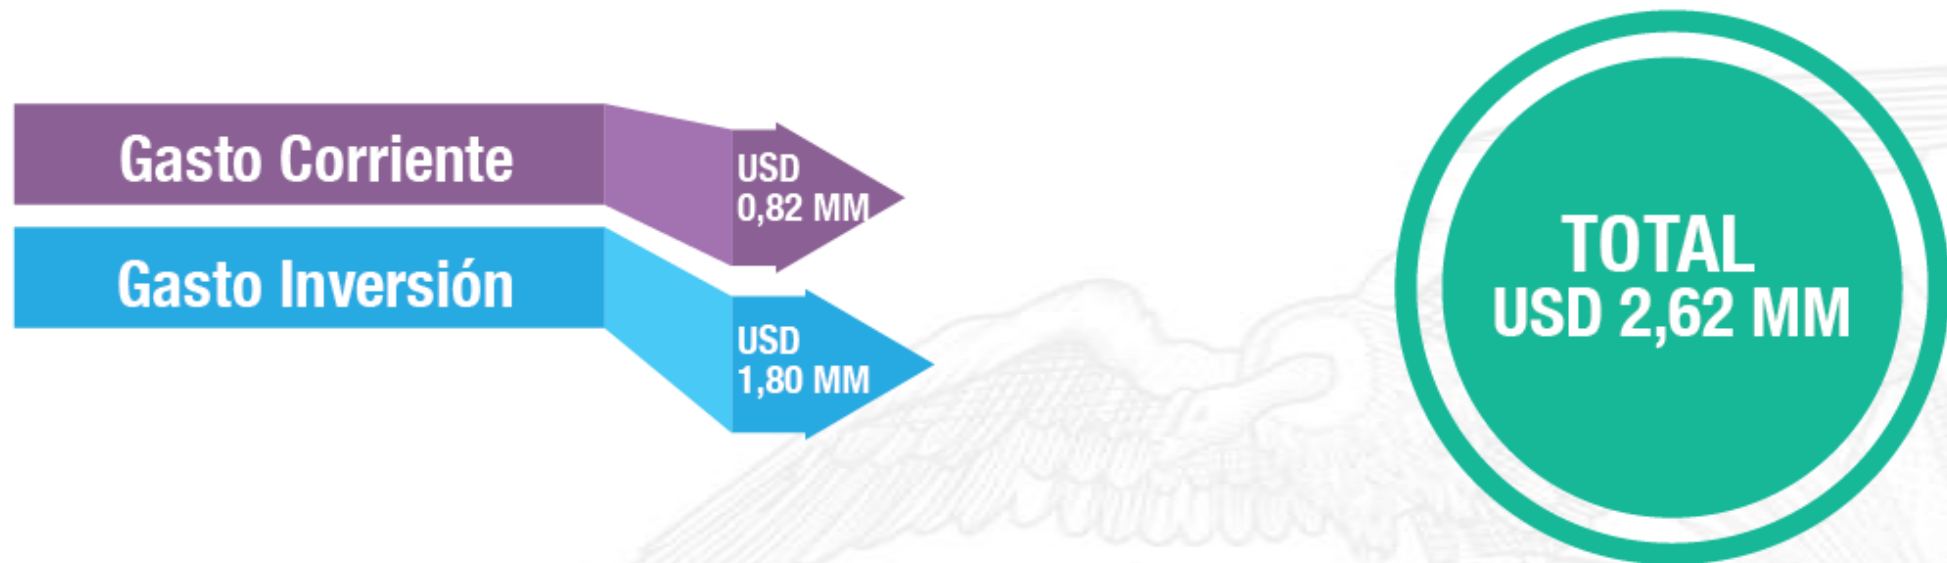 Gasto Corriente
USD
0,82 MM
Gasto Inversión
USD
1,80 MM
TOTAL
USD 2,62 MM